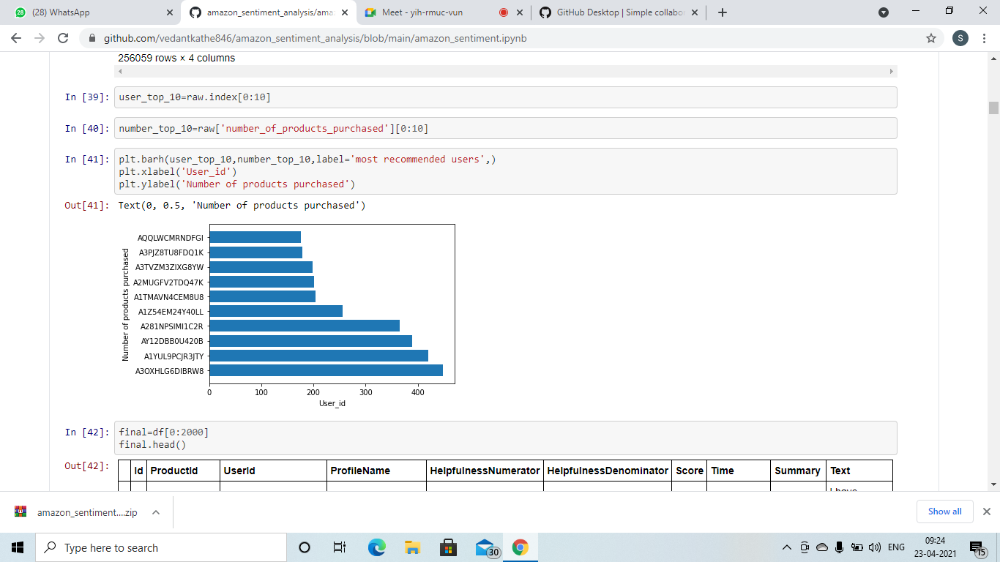 28
(28) WhatsApp
amazon_sentiment_analysis/ama
Meet - yih-rmuc-vun
GitHub Desktop | Simple collabo
github.com/vedantkathe846/amazon_sentiment_analysis/blob/main/amazon_sentiment.ipynb
S
256059 rows × 4 columns
In [39]: user_top_10=raw.index[0:10]
In [40]: number_top_10=raw['number_of_products_purchased'][0:10]
In [41]: plt.barh(user_top_10,number_top_10,label='most recommended users',)
plt.xlabel('User_id')
plt.ylabel('Number of products purchased')
Out[41]: Text(0, 0.5, 'Number of products purchased')
Number of products purchased
AQQLWCMRNDFGI
A3PJZ8TU8FDQ1K
A3TVZM3ZIXG8YW
A2MUGFV2TDQ47K
A1TMAVN4CEM8U8
A1Z54EM24Y40LL
A281NPSIMI1C2R
AY12DBB0U420B
A1YUL9PCJR3JTY
A3OXHLG6DIBRW8
0 100 200 300 400
User_id
In [42]: final=df[0:2000]
final.head()
Out[42]:
Id ProductId UserId ProfileName HelpfulnessNumerator HelpfulnessDenominator Score Time Summary Text
I have
amazon_sentiment....zip
Show all
Type here to search
30
ENG
09:24
23-04-2021
15